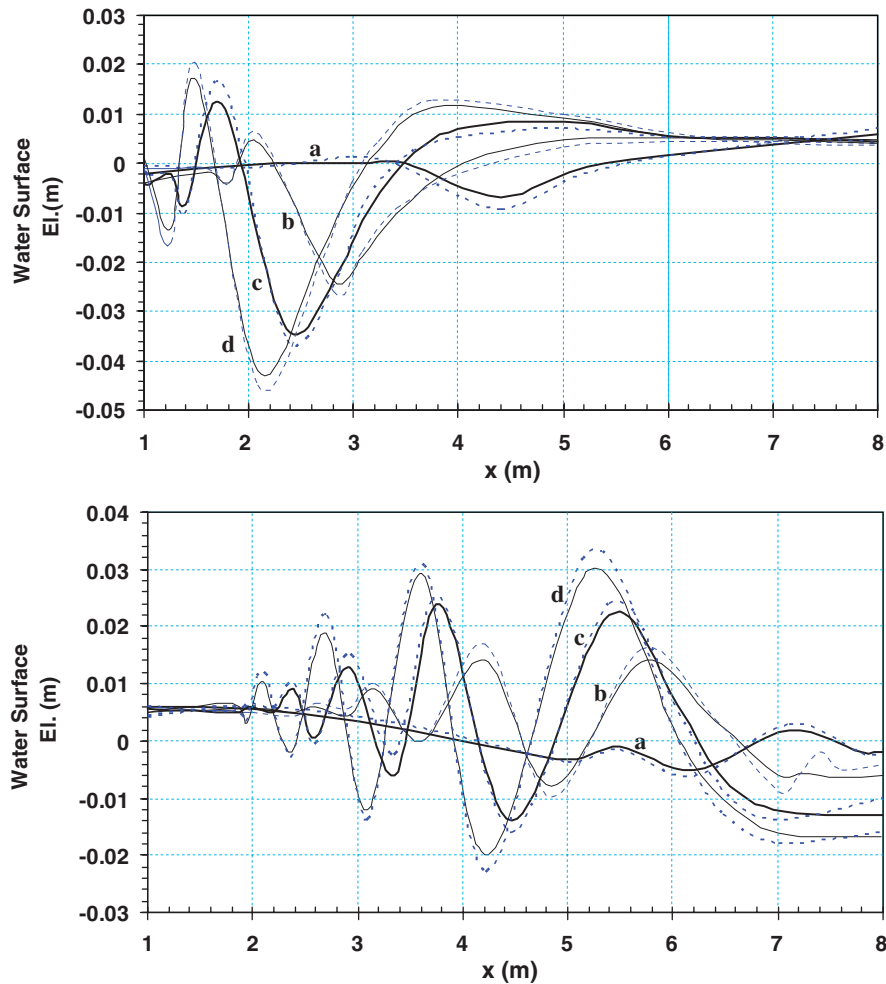 0.03
0.02
0.01
0
-0.01
-0.02
-0.03
-0.04
-0.05
Water Surface
El.(m)
a
b
c
d
1 2 3 4 5 6 7 8
x (m)
0.04
0.03
0.02
0.01
0
-0.01
-0.02
-0.03
Water Surface
El. (m)
d
c
b
a
1 2 3 4 5 6 7 8
x (m)